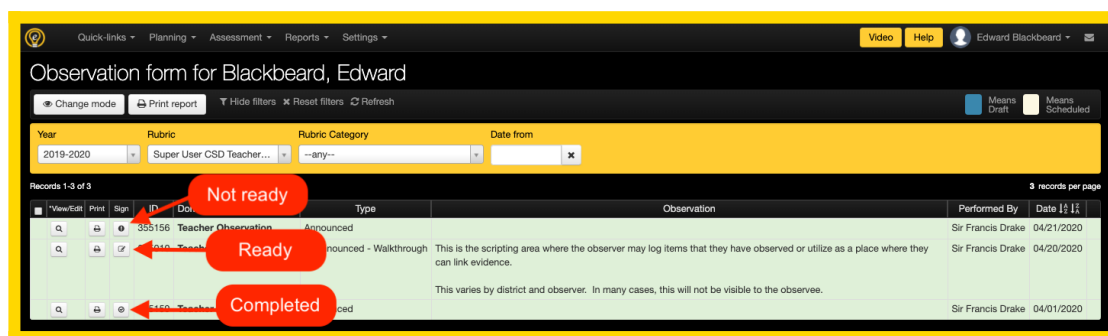 Quick-links Planning Assessment Reports Settings Video Help Edward Blackbeard
Observation form for Blackbeard, Edward
Change mode Print report Hide filters Reset filters Refresh Means Draft Means Scheduled
Year Rubric Rubric Category Date from
2019-2020 Super User CSD Teacher... --any--
Records 1-3 of 3 3 records per page
Not ready
*View/Edit Print Sign ID Type Observation Performed By Date
355156 Teacher Observation Announced Sir Francis Drake 04/21/2020
Ready
- Walkthrough This is the scripting area where the observer may log items that they have observed or utilize as a place where they Sir Francis Drake 04/20/2020
can link evidence.
This varies by district and observer. In many cases, this will not be visible to the observee.
Completed
Sir Francis Drake 04/01/2020